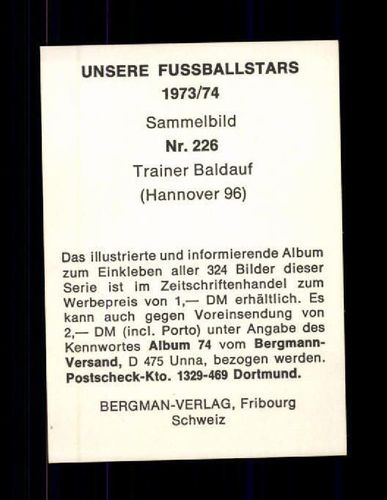 UNSERE FUSSBALLSTARS
1973/74
Sammelbild
Nr. 226
Trainer Baldauf
(Hannover 96)
Das illustrierte und informierende Album
zum Einkleben aller 324 Bilder dieser
Serie ist im Zeitschriftenhandel zum
Werbepreis von 1,— DM erhältlich. Es
kann auch gegen Voreinsendung von
2,— DM (incl. Porto) unter Angabe des
Kennwortes Album 74 vom Bergmann-
Versand, D 475 Unna, bezogen werden.
Postscheck-Kto. 1329-469 Dortmund.
BERGMAN-VERLAG, Fribourg
Schweiz